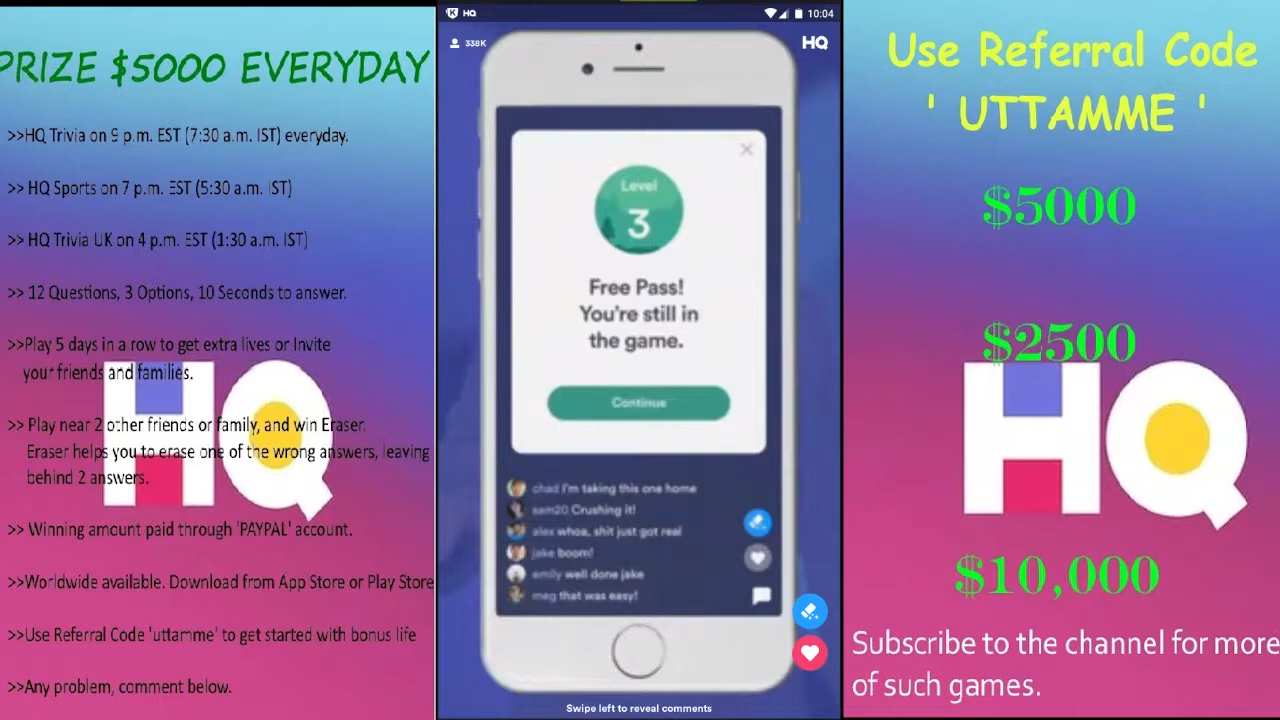 PRIZE $5000 EVERYDAY
>>HQ Trivia on 9 p.m. EST (7:30 a.m. IST) everyday.
>> HQ Sports on 7 p.m. EST (5:30 a.m. IST)
>> HQ Trivia UK on 4 p.m. EST (1:30 a.m. IST)
>> 12 Questions, 3 Options, 10 Seconds to answer.
>>Play 5 days in a row to get extra lives or Invite
your friends and families.
>> Play near 2 other friends or family, and win Eraser.
Eraser helps you to erase one of the wrong answers, leaving
behind 2 answers.
>> Winning amount paid through 'PAYPAL' account.
>>Worldwide available. Download from App Store or Play Store
>>Use Referral Code 'uttamme' to get started with bonus life
>>Any problem, comment below.
HQ
HQ
10:04
338K
HQ
Level
3
Free Pass!
You're still in
the game.
Continue
chad I'm taking this one home
sam20 Crushing it!
alex whoa, shit just got real
jake boom!
emily well done jake
meg that was easy!
Swipe left to reveal comments
Use Referral Code
' UTTAMME '
$5000
$2500
HQ
$10,000
Subscribe to the channel for more
of such games.